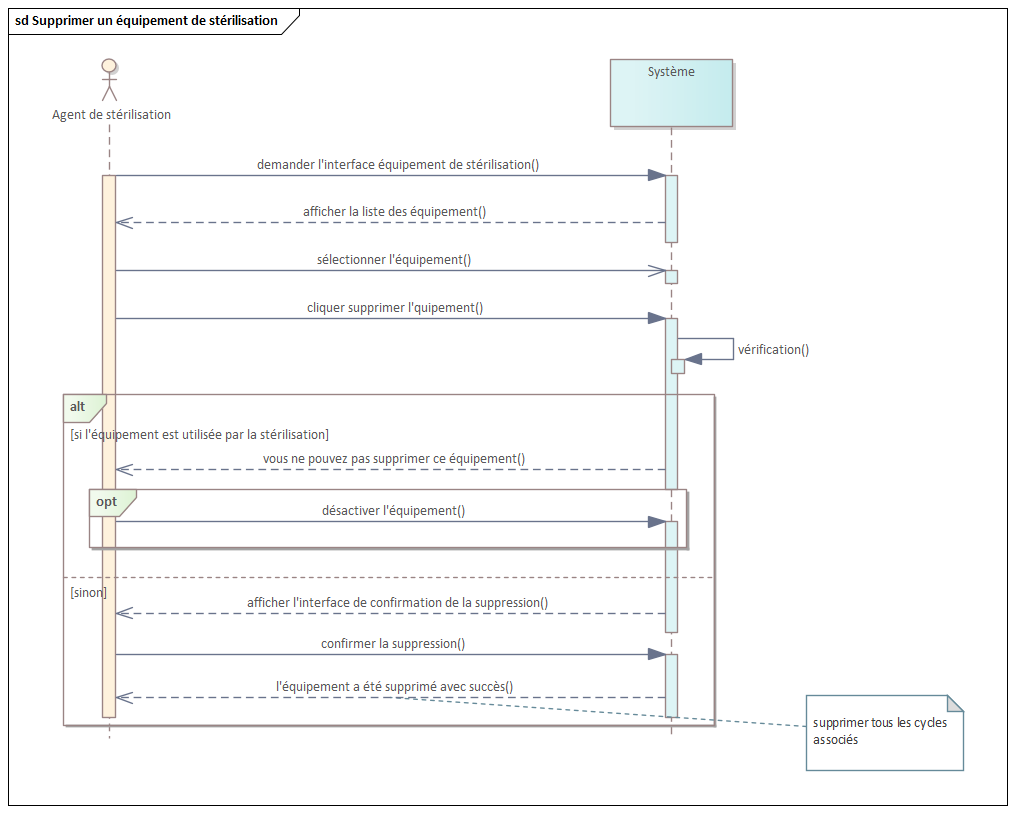 sd Supprimer un équipement de stérilisation
Agent de stérilisation
Système
demander l'interface équipement de stérilisation()
afficher la liste des équipement()
sélectionner l'équipement()
cliquer supprimer l'quipement()
vérification()
alt
[si l'équipement est utilisée par la stérilisation]
vous ne pouvez pas supprimer ce équipement()
opt
désactiver l'équipement()
[sinon]
afficher l'interface de confirmation de la suppression()
confirmer la suppression()
l'équipement a été supprimé avec succès()
supprimer tous les cycles
associés